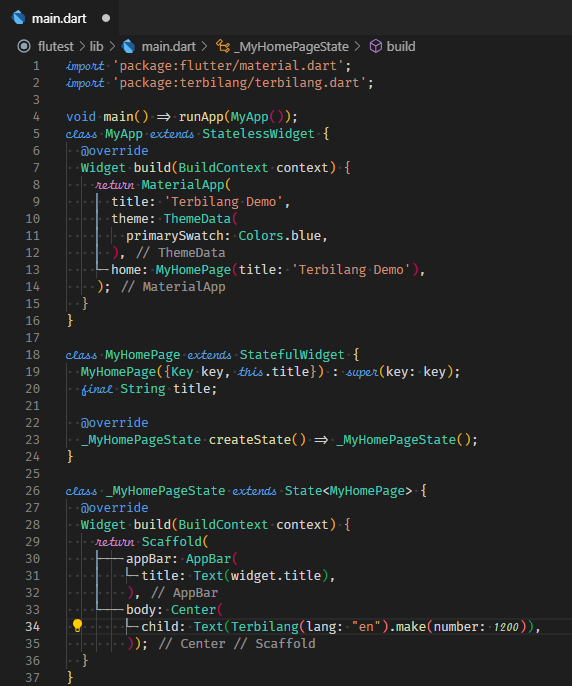 main.dart
flutest > lib > main.dart > _MyHomePageState > build
1 import 'package:flutter/material.dart';
2 import 'package:terbilang/terbilang.dart';
3
4 void main() => runApp(MyApp());
5 class MyApp extends StatelessWidget {
6 @override
7 Widget build(BuildContext context) {
8 return MaterialApp(
9 title: 'Terbilang Demo',
10 theme: ThemeData(
11 primarySwatch: Colors.blue,
12 ), // ThemeData
13 home: MyHomePage(title: 'Terbilang Demo'),
14 ); // MaterialApp
15 }
16 }
17
18 class MyHomePage extends StatefulWidget {
19 MyHomePage({Key key, this.title}) : super(key: key);
20 final String title;
21
22 @override
23 _MyHomePageState createState() => _MyHomePageState();
24 }
25
26 class _MyHomePageState extends State<MyHomePage> {
27 @override
28 Widget build(BuildContext context) {
29 return Scaffold(
30 appBar: AppBar(
31 title: Text(widget.title),
32 ), // AppBar
33 body: Center(
34 child: Text(Terbilang(lang: "en").make(number: 1200)),
35 )); // Center // Scaffold
36 }
37 }